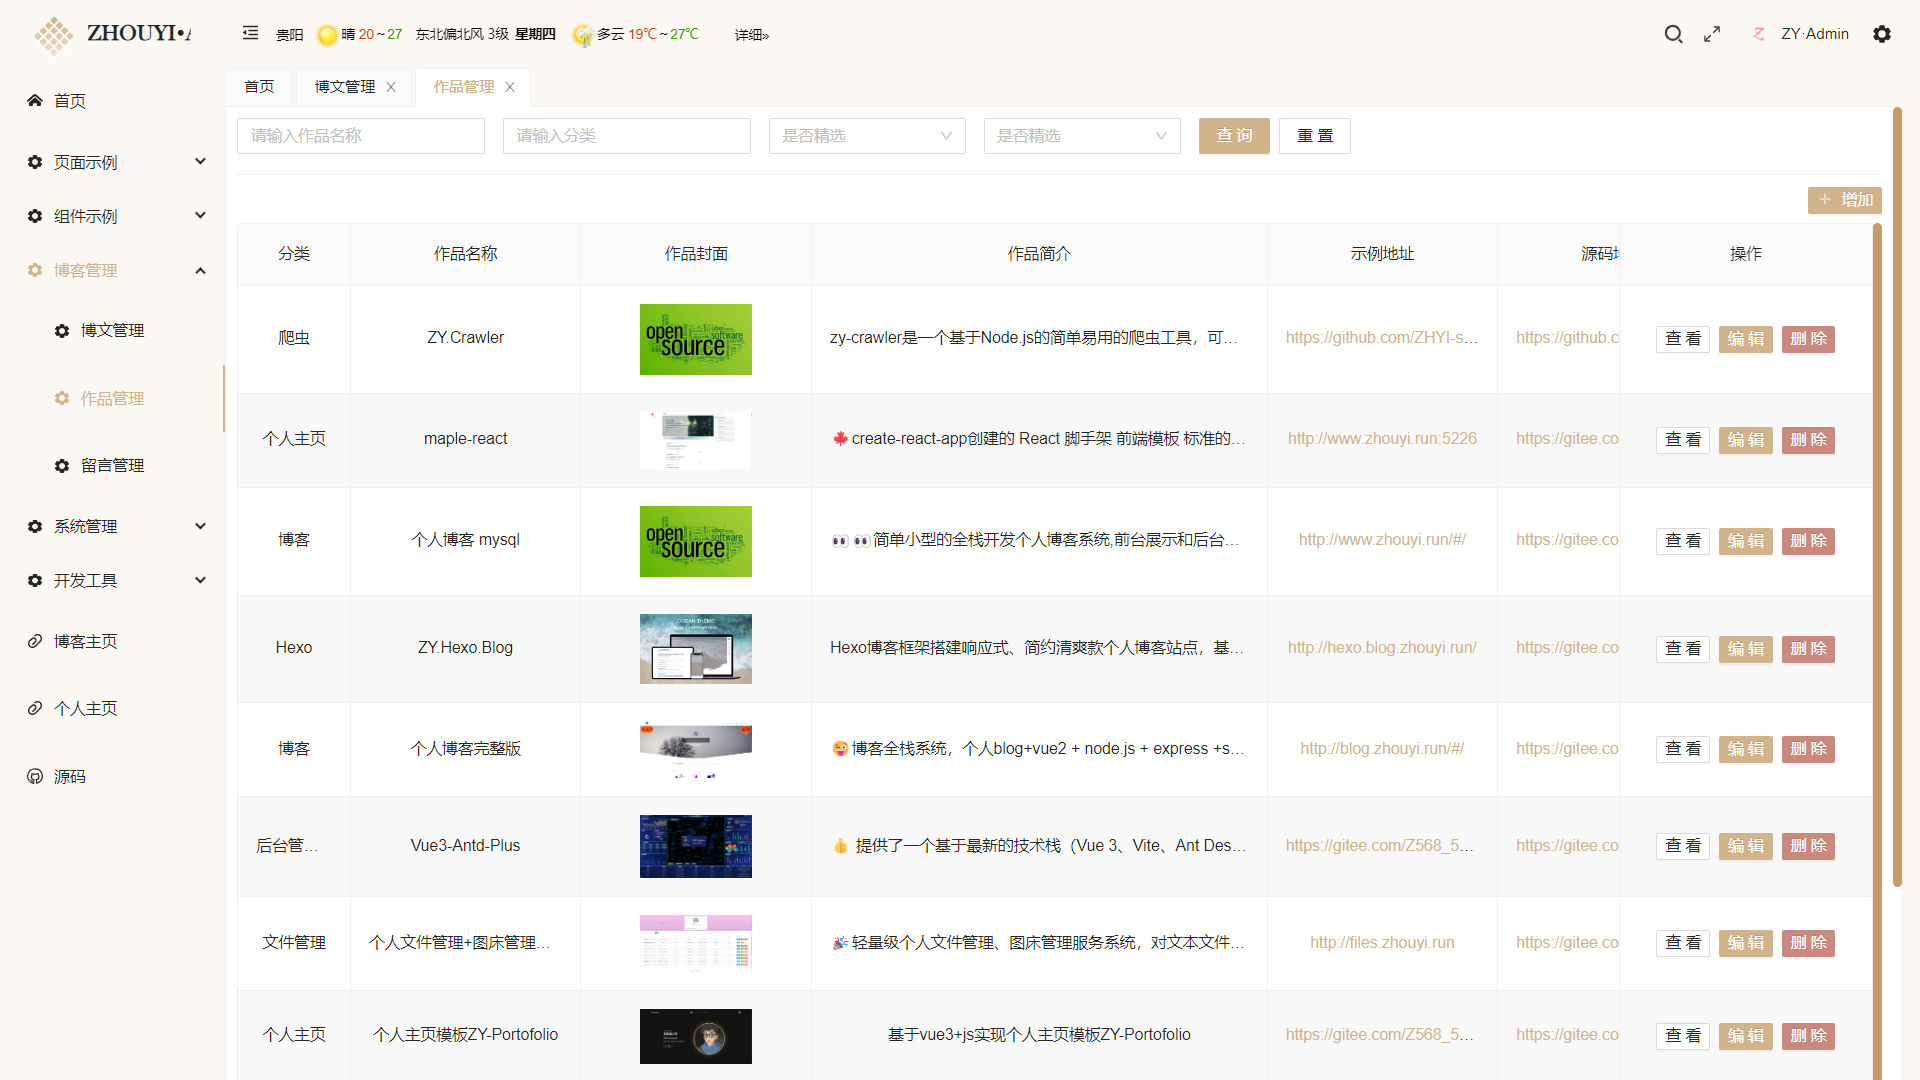 ZHOUYI•A
贵阳 晴 20~27 东北偏北风 3级 星期四 多云 19℃~27℃ 详细»
ZY·Admin
首页
页面示例
组件示例
博客管理
博文管理
作品管理
留言管理
系统管理
开发工具
博客主页
个人主页
源码
首页 博文管理 作品管理
请输入作品名称 请输入分类 是否精选 是否精选 查 询 重 置
增加
分类 作品名称 作品封面 作品简介 示例地址 源码 操作
爬虫 ZY.Crawler open source software zy-crawler是一个基于Node.js的简单易用的爬虫工具，可… https://github.com/ZHYI-s... https://github.c 查 看 编 辑 删 除
个人主页 maple-react 🍁create-react-app创建的 React 脚手架 前端模板 标准的… http://www.zhouyi.run:5226 https://gitee.co 查 看 编 辑 删 除
博客 个人博客 mysql open source software 👀 👀简单小型的全栈开发个人博客系统,前台展示和后台… http://www.zhouyi.run/#/ https://gitee.co 查 看 编 辑 删 除
Hexo ZY.Hexo.Blog OCEAN THEME Hexo博客框架搭建响应式、简约清爽款个人博客站点，基… http://hexo.blog.zhouyi.run/ https://gitee.co 查 看 编 辑 删 除
博客 个人博客完整版 😜博客全栈系统，个人blog+vue2 + node.js + express +s… http://blog.zhouyi.run/#/ https://gitee.co 查 看 编 辑 删 除
后台管… Vue3-Antd-Plus 👍 提供了一个基于最新的技术栈（Vue 3、Vite、Ant Des… https://gitee.com/Z568_5... https://gitee.co 查 看 编 辑 删 除
文件管理 个人文件管理+图床管理… 🎉轻量级个人文件管理、图床管理服务系统，对文本文件… http://files.zhouyi.run https://gitee.co 查 看 编 辑 删 除
个人主页 个人主页模板ZY-Portofolio 基于vue3+js实现个人主页模板ZY-Portofolio https://gitee.com/Z568_5... https://gitee.co 查 看 编 辑 删 除